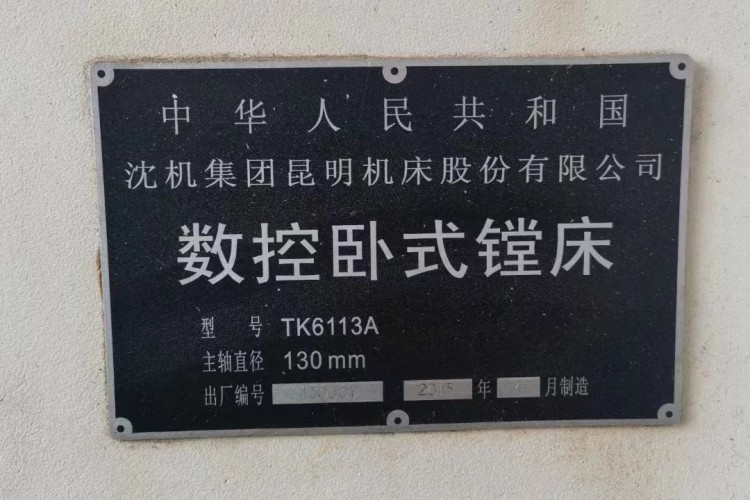 中华人民共和国
沈机集团昆明机床股份有限公司
数控卧式镗床
型 号 TK6113A
主轴直径 130mm
出厂编号 年 月制造